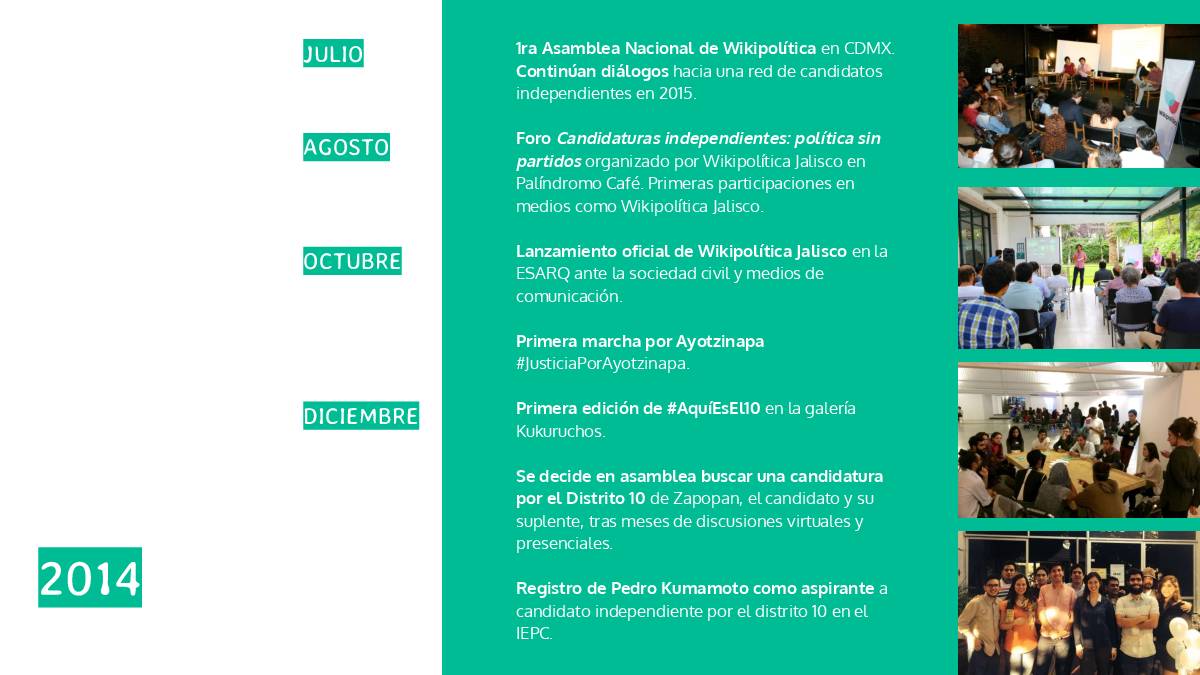 JULIO
1ra Asamblea Nacional de Wikipolítica en CDMX.
Continúan diálogos hacia una red de candidatos
independientes en 2015.
AGOSTO
Foro Candidaturas independientes: política sin
partidos organizado por Wikipolítica Jalisco en
Palíndromo Café. Primeras participaciones en
medios como Wikipolítica Jalisco.
OCTUBRE
Lanzamiento oficial de Wikipolítica Jalisco en la
ESARQ ante la sociedad civil y medios de
comunicación.
Primera marcha por Ayotzinapa
#JusticiaPorAyotzinapa.
DICIEMBRE
Primera edición de #AquíEsEl10 en la galería
Kukuruchos.
Se decide en asamblea buscar una candidatura
por el Distrito 10 de Zapopan, el candidato y su
suplente, tras meses de discusiones virtuales y
presenciales.
Registro de Pedro Kumamoto como aspirante a
candidato independiente por el distrito 10 en el
IEPC.
2014